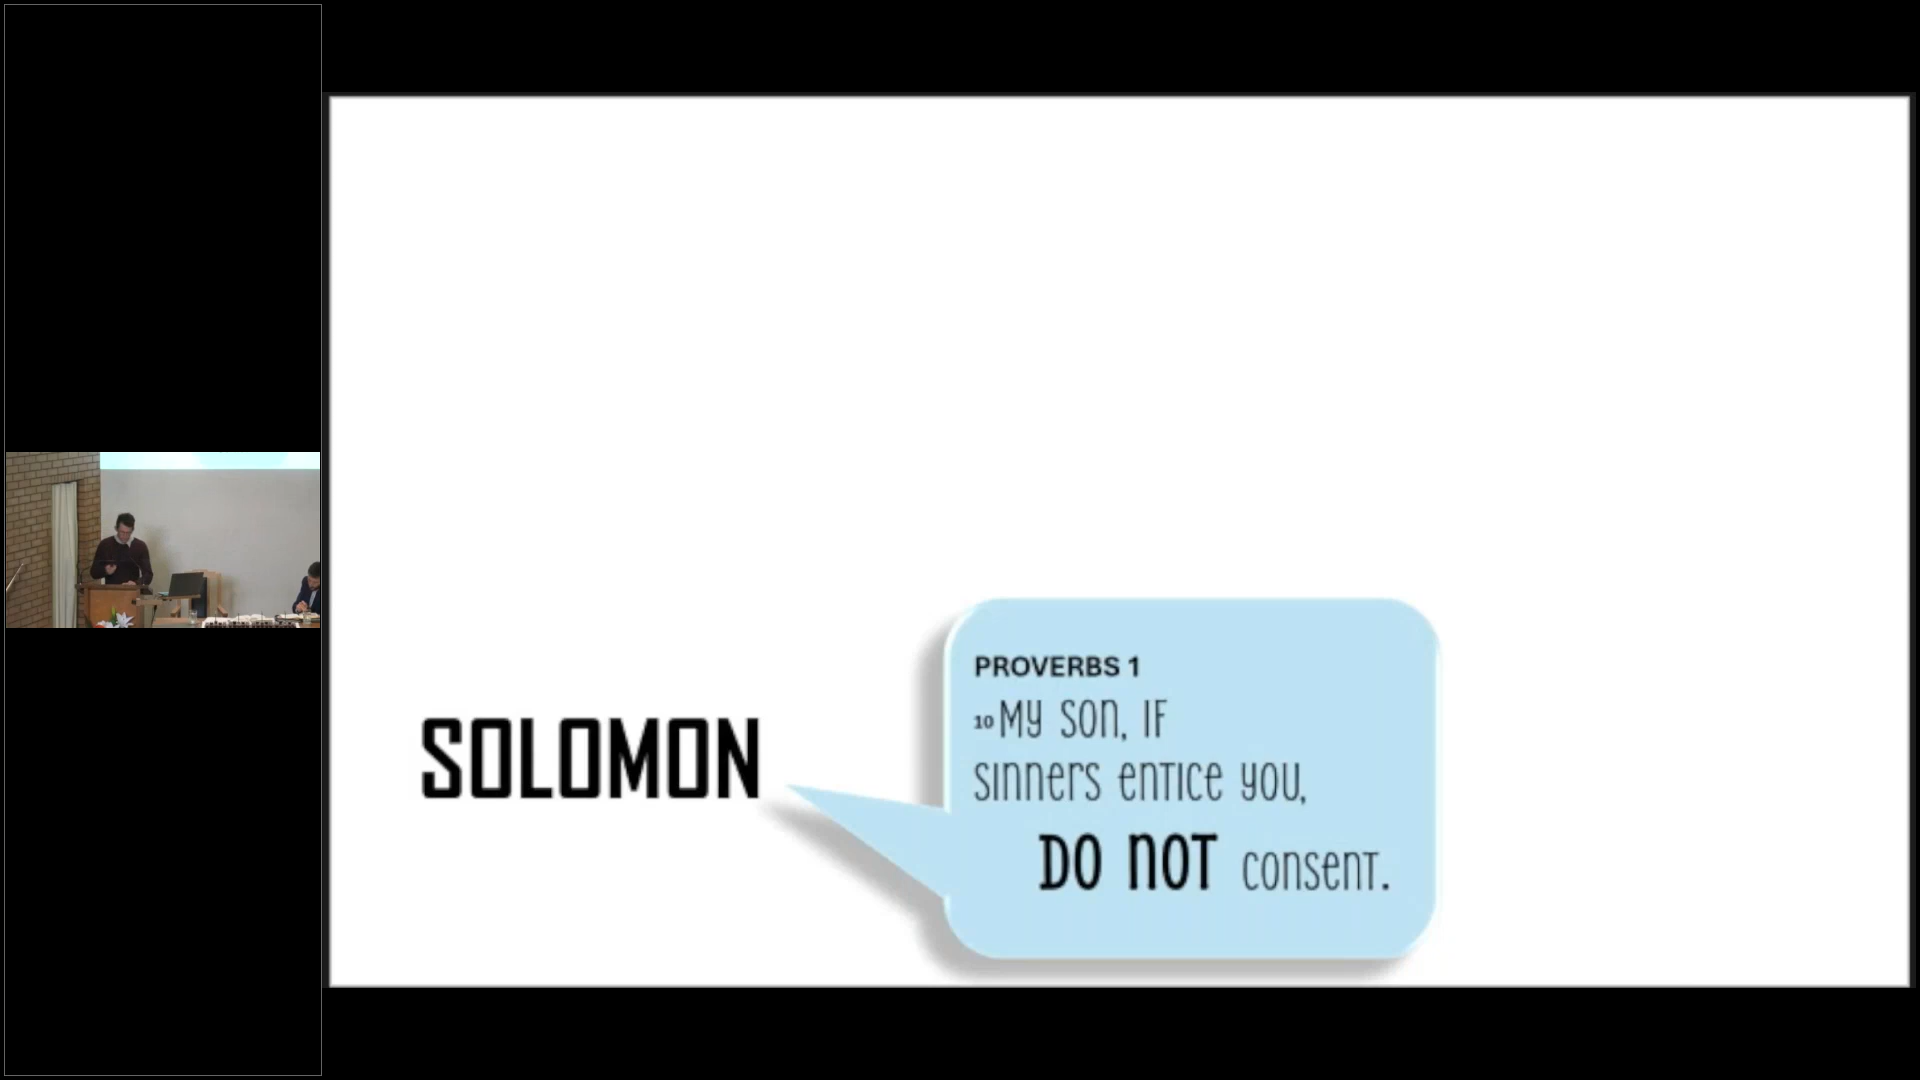 SOLOMON
PROVERBS 1
10 My son, if
sinners entice you,
DO NOT consent.